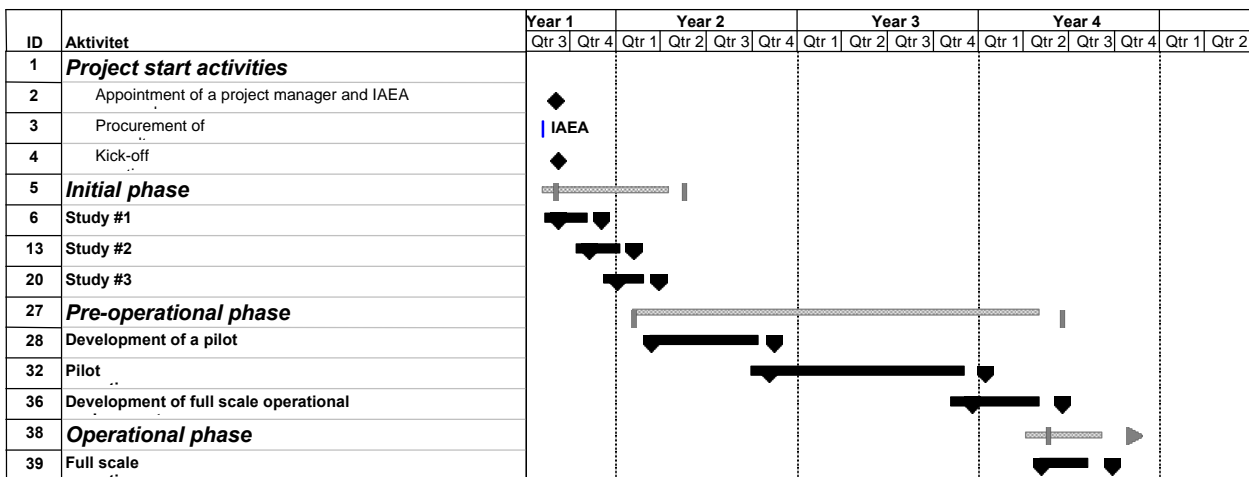 Year 1 Year 2 Year 3 Year 4
ID Aktivitet Qtr 3 Qtr 4 Qtr 1 Qtr 2 Qtr 3 Qtr 4 Qtr 1 Qtr 2 Qtr 3 Qtr 4 Qtr 1 Qtr 2 Qtr 3 Qtr 4 Qtr 1 Qtr 2
1 Project start activities
2 Appointment of a project manager and IAEA
3 Procurement of IAEA
4 Kick-off
5 Initial phase
6 Study #1
13 Study #2
20 Study #3
27 Pre-operational phase
28 Development of a pilot
32 Pilot
36 Development of full scale operational
38 Operational phase
39 Full scale